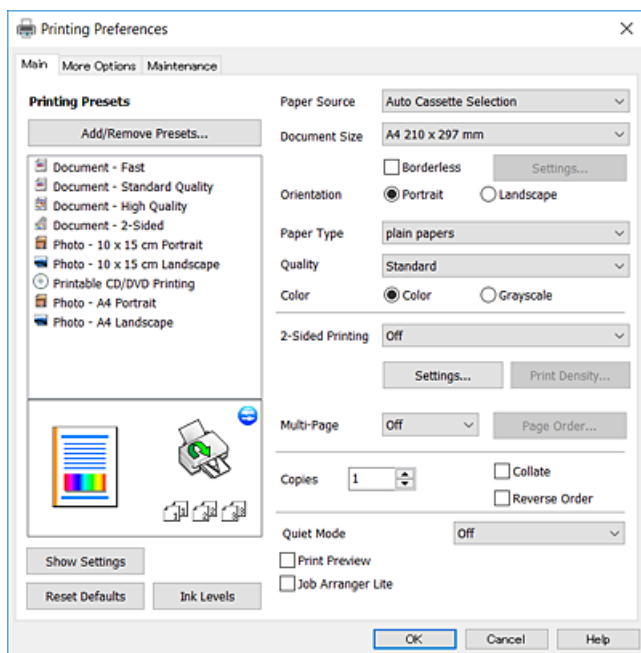 Printing Preferences
Main More Options Maintenance
Printing Presets
Add/Remove Presets...
Document - Fast
Document - Standard Quality
Document - High Quality
Document - 2-Sided
Photo - 10 x 15 cm Portrait
Photo - 10 x 15 cm Landscape
Printable CD/DVD Printing
Photo - A4 Portrait
Photo - A4 Landscape
Show Settings
Reset Defaults Ink Levels
Paper Source Auto Cassette Selection
Document Size A4 210 x 297 mm
Borderless Settings...
Orientation Portrait Landscape
Paper Type plain papers
Quality Standard
Color Color Grayscale
2-Sided Printing Off
Settings... Print Density...
Multi-Page Off Page Order...
Copies 1 Collate
Reverse Order
Quiet Mode Off
Print Preview
Job Arranger Lite
OK Cancel Help